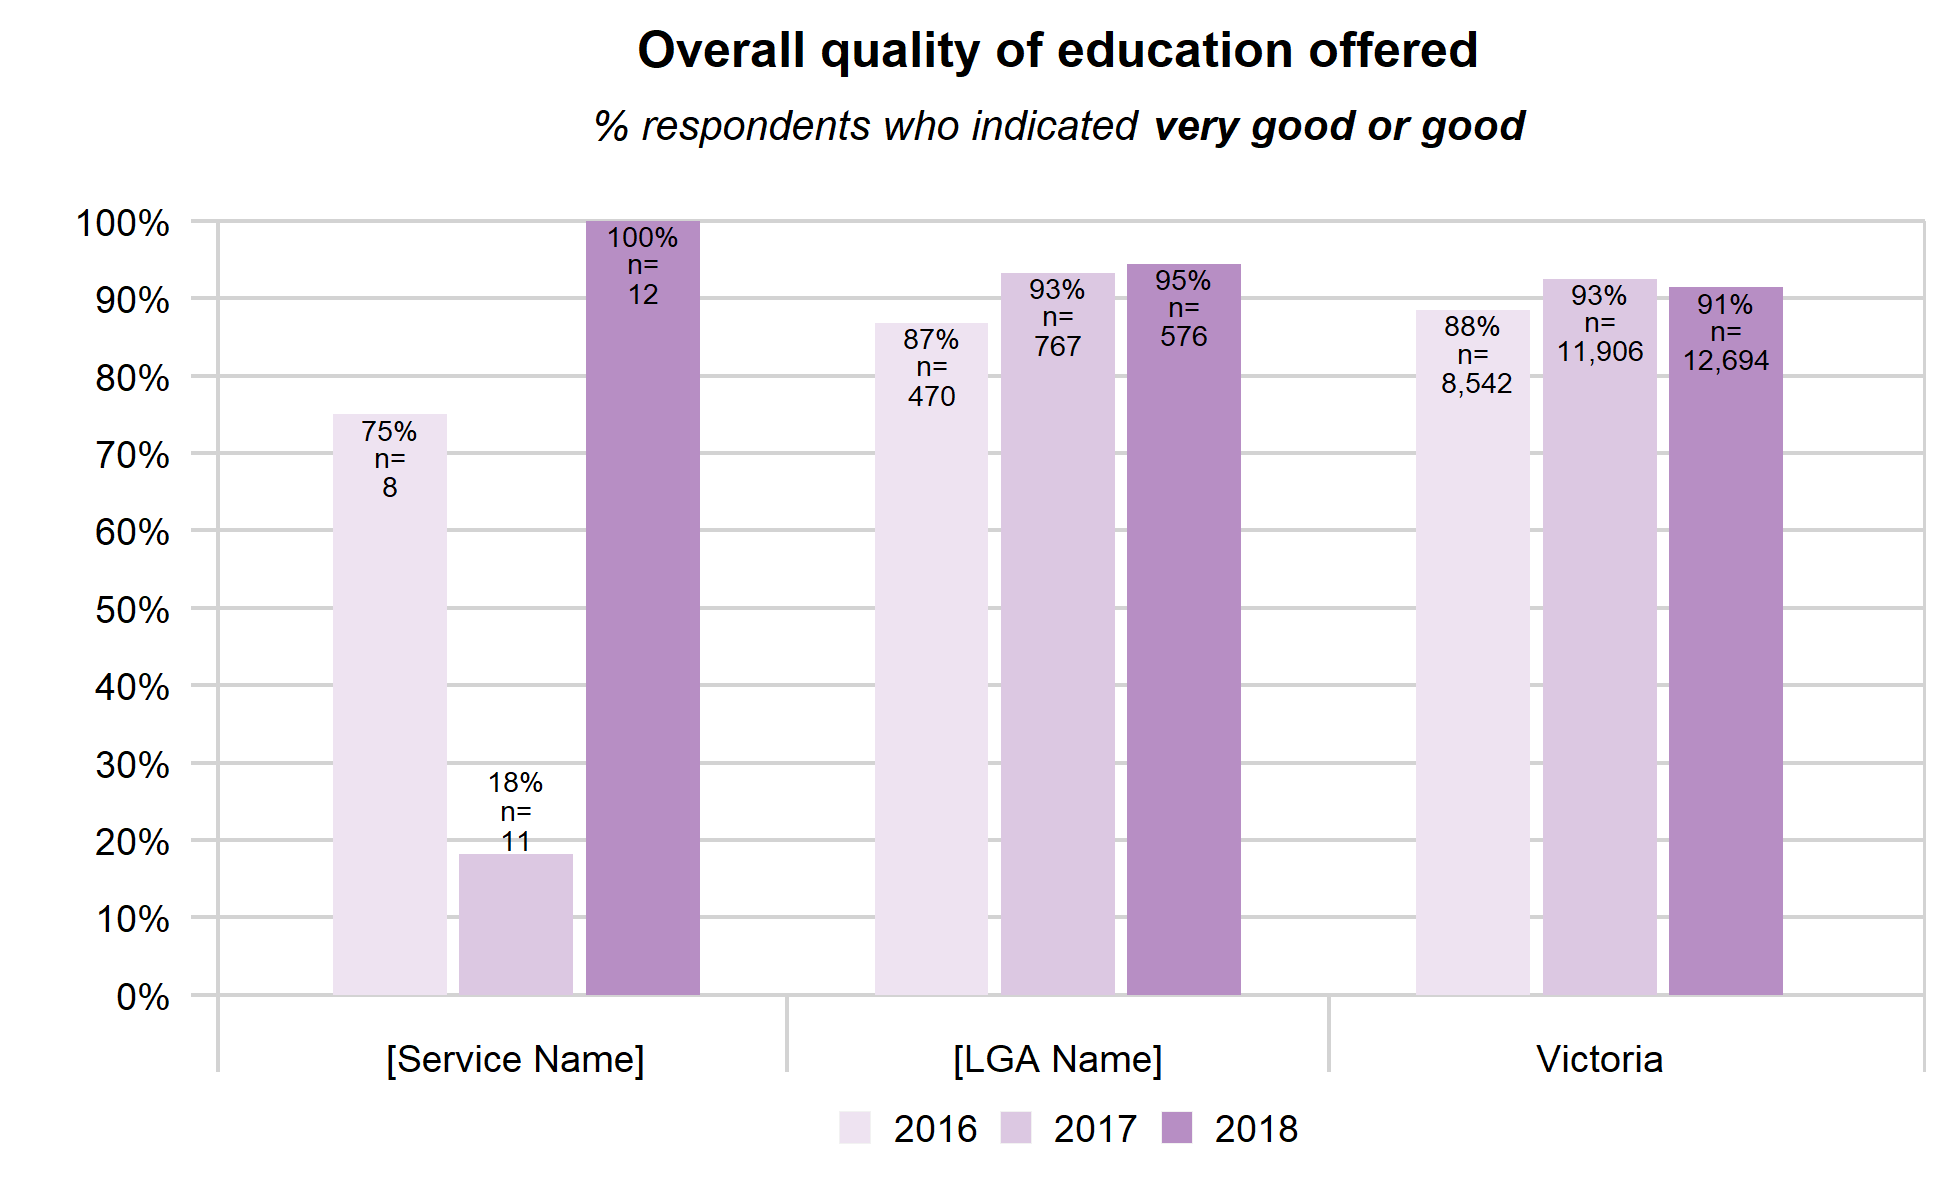 Overall quality of education offered
% respondents who indicated very good or good
100%
90%
80%
70%
60%
50%
40%
30%
20%
10%
0%
75%
n=
8
18%
n=
11
100%
n=
12
87%
n=
470
93%
n=
767
95%
n=
576
88%
n=
8,542
93%
n=
11,906
91%
n=
12,694
[Service Name] [LGA Name] Victoria
2016 2017 2018